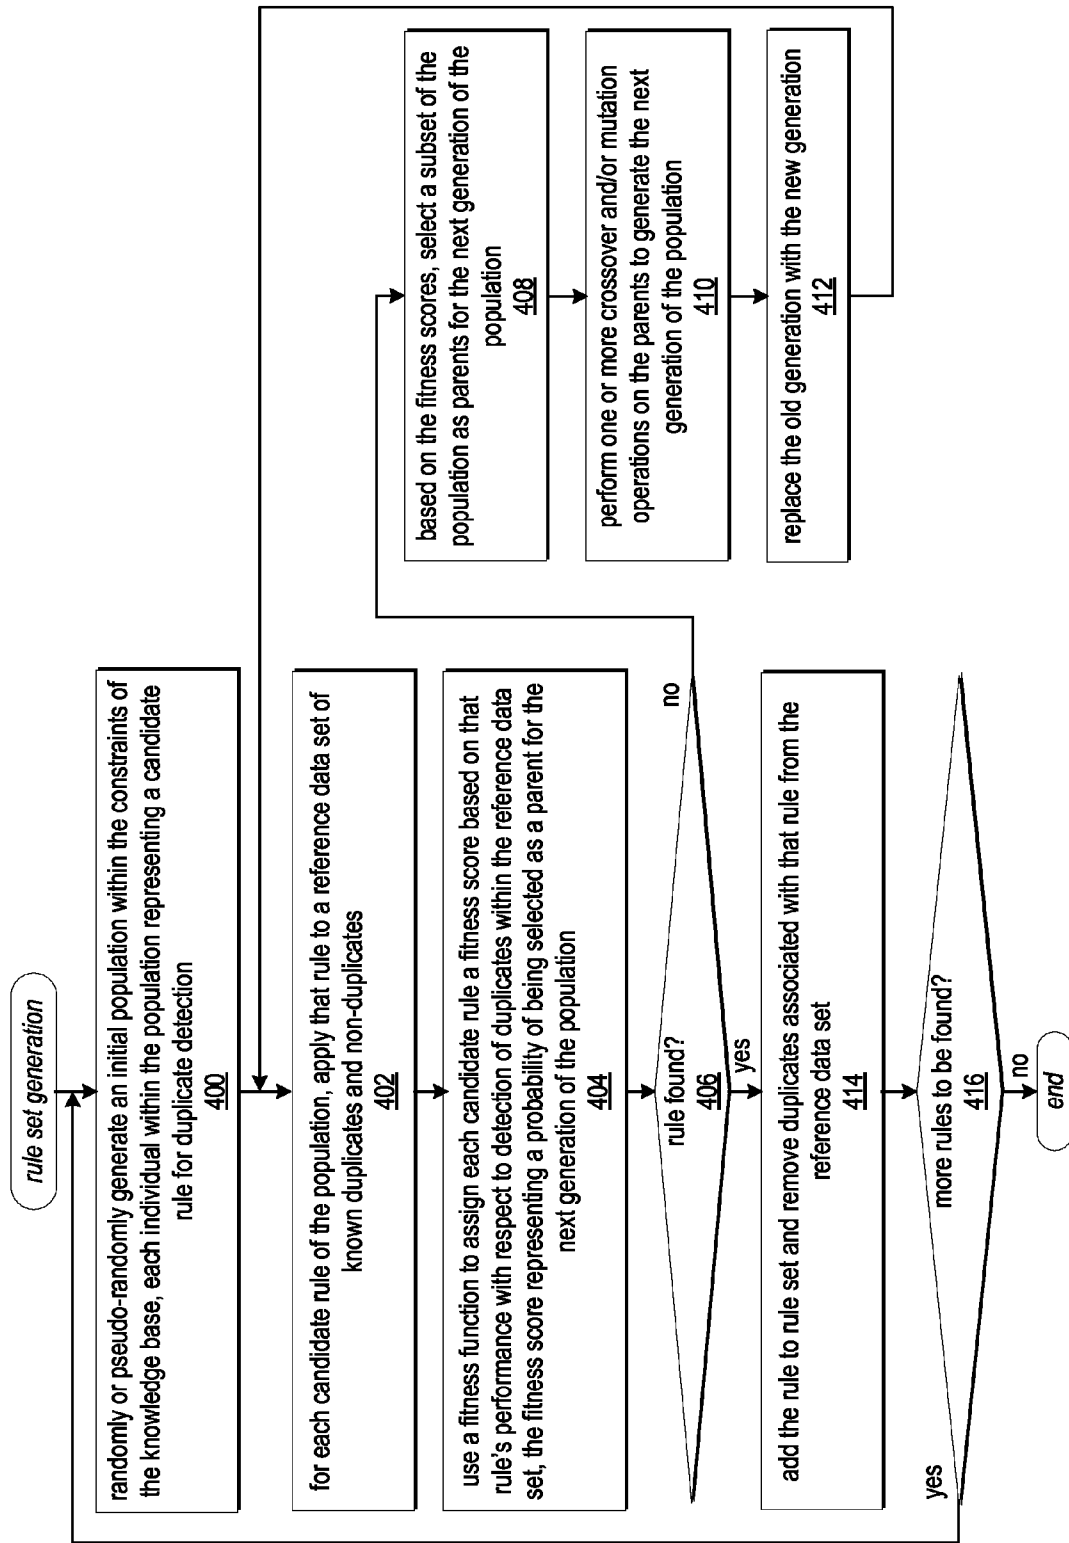 rule set generation
randomly or pseudo-randomly generate an initial population within the constraints of
the knowledge base, each individual within the population representing a candidate
rule for duplicate detection
400
for each candidate rule of the population, apply that rule to a reference data set of
known duplicates and non-duplicates
402
use a fitness function to assign each candidate rule a fitness score based on that
rule's performance with respect to detection of duplicates within the reference data
set, the fitness score representing a probability of being selected as a parent for the
next generation of the population
404
rule found?
406
no
yes
based on the fitness scores, select a subset of the
population as parents for the next generation of the
population
408
perform one or more crossover and/or mutation
operations on the parents to generate the next
generation of the population
410
replace the old generation with the new generation
412
add the rule to rule set and remove duplicates associated with that rule from the
reference data set
414
more rules to be found?
416
yes
no
end